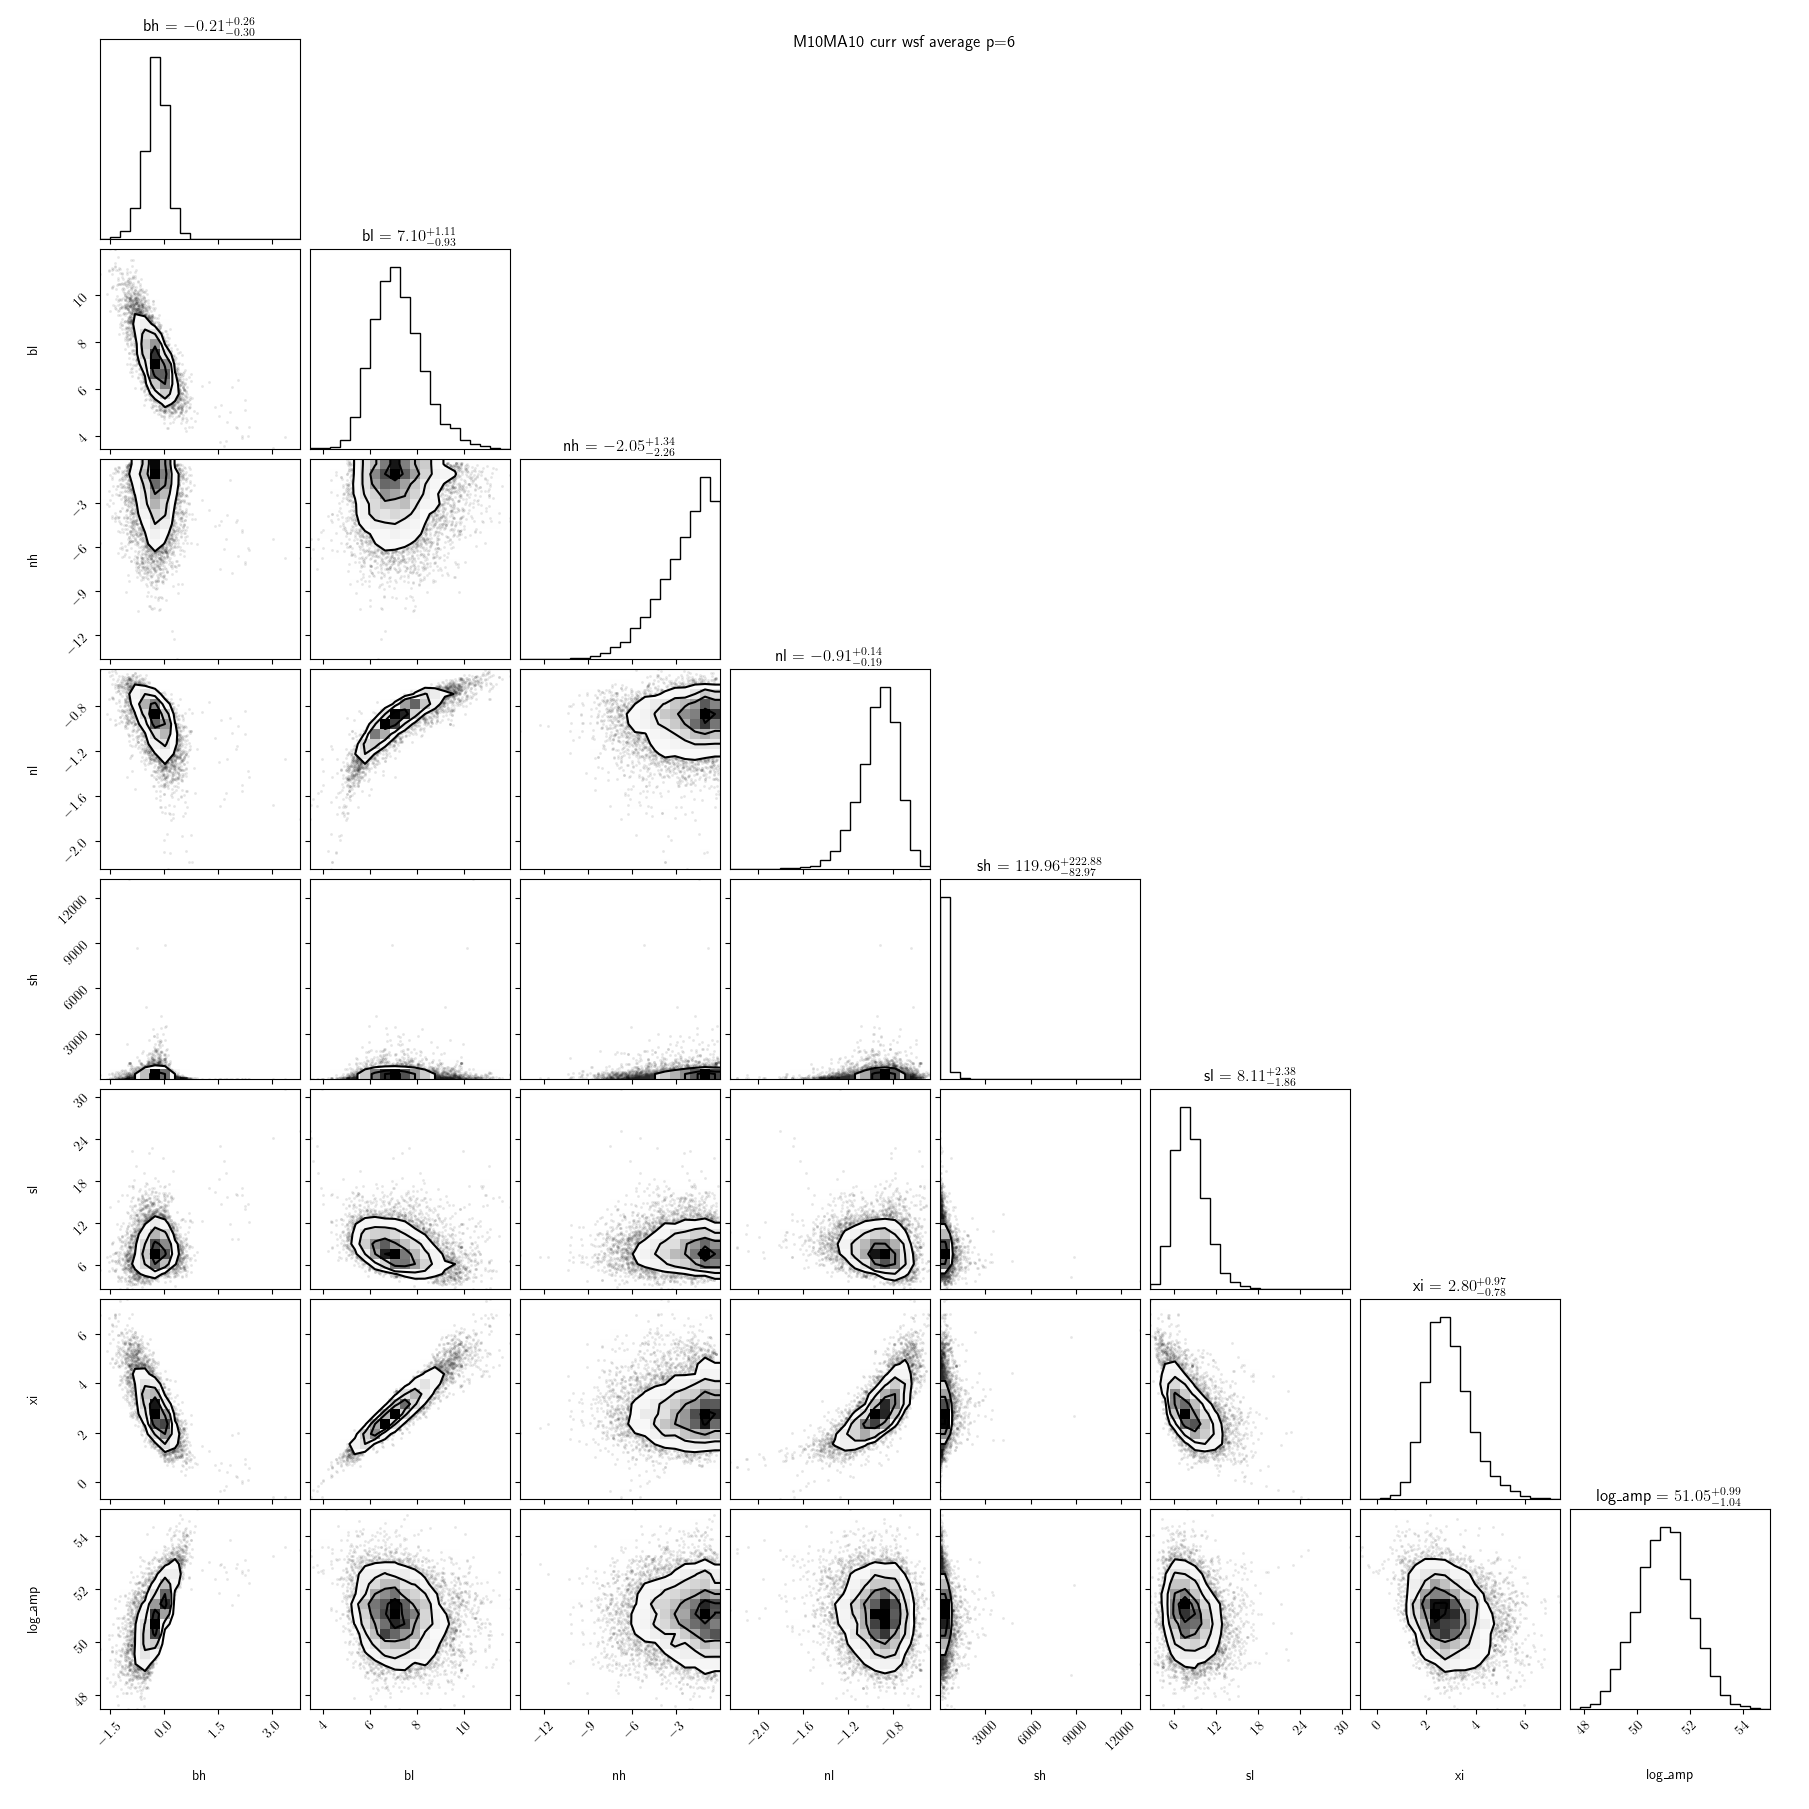 M10MA10 curr wsf average p=6
bh = −0.21^{+0.26}_{−0.30}
bl = 7.10^{+1.11}_{−0.93}
10
8
6
4
bl
nh = −2.05^{+1.34}_{−2.26}
−3
−6
−9
−12
nh
nl = −0.91^{+0.14}_{−0.19}
−0.8
−1.2
−1.6
−2.0
nl
sh = 119.96^{+222.88}_{−82.97}
12000
9000
6000
3000
sh
sl = 8.11^{+2.38}_{−1.86}
30
24
18
12
6
sl
xi = 2.80^{+0.97}_{−0.78}
6
4
2
0
xi
log_amp = 51.05^{+0.99}_{−1.04}
54
52
50
48
log_amp
−1.5 0.0 1.5 3.0 4 6 8 10 −12 −9 −6 −3 −2.0 −1.6 −1.2 −0.8 3000 6000 9000 12000 6 12 18 24 30 0 2 4 6 48 50 52 54
bh bl nh nl sh sl xi log_amp